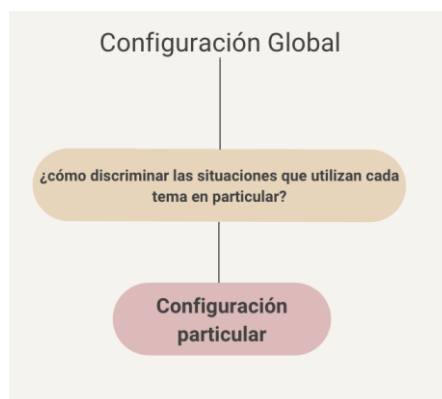 Configuración Global
¿cómo discriminar las situaciones que utilizan cada
tema en particular?
Configuración
particular